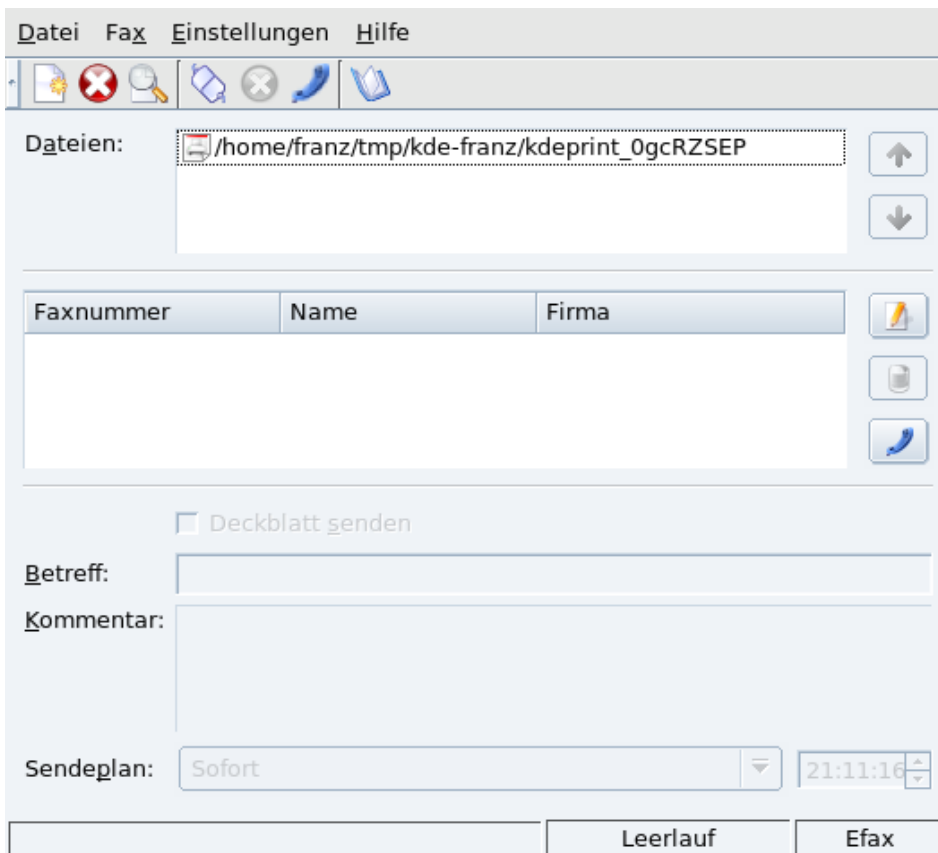 Datei Fax Einstellungen Hilfe
Dateien: /home/franz/tmp/kde-franz/kdeprint_0gcRZSEP
Faxnummer Name Firma
Deckblatt senden
Betreff:
Kommentar:
Sendeplan: Sofort 21:11:16
Leerlauf Efax